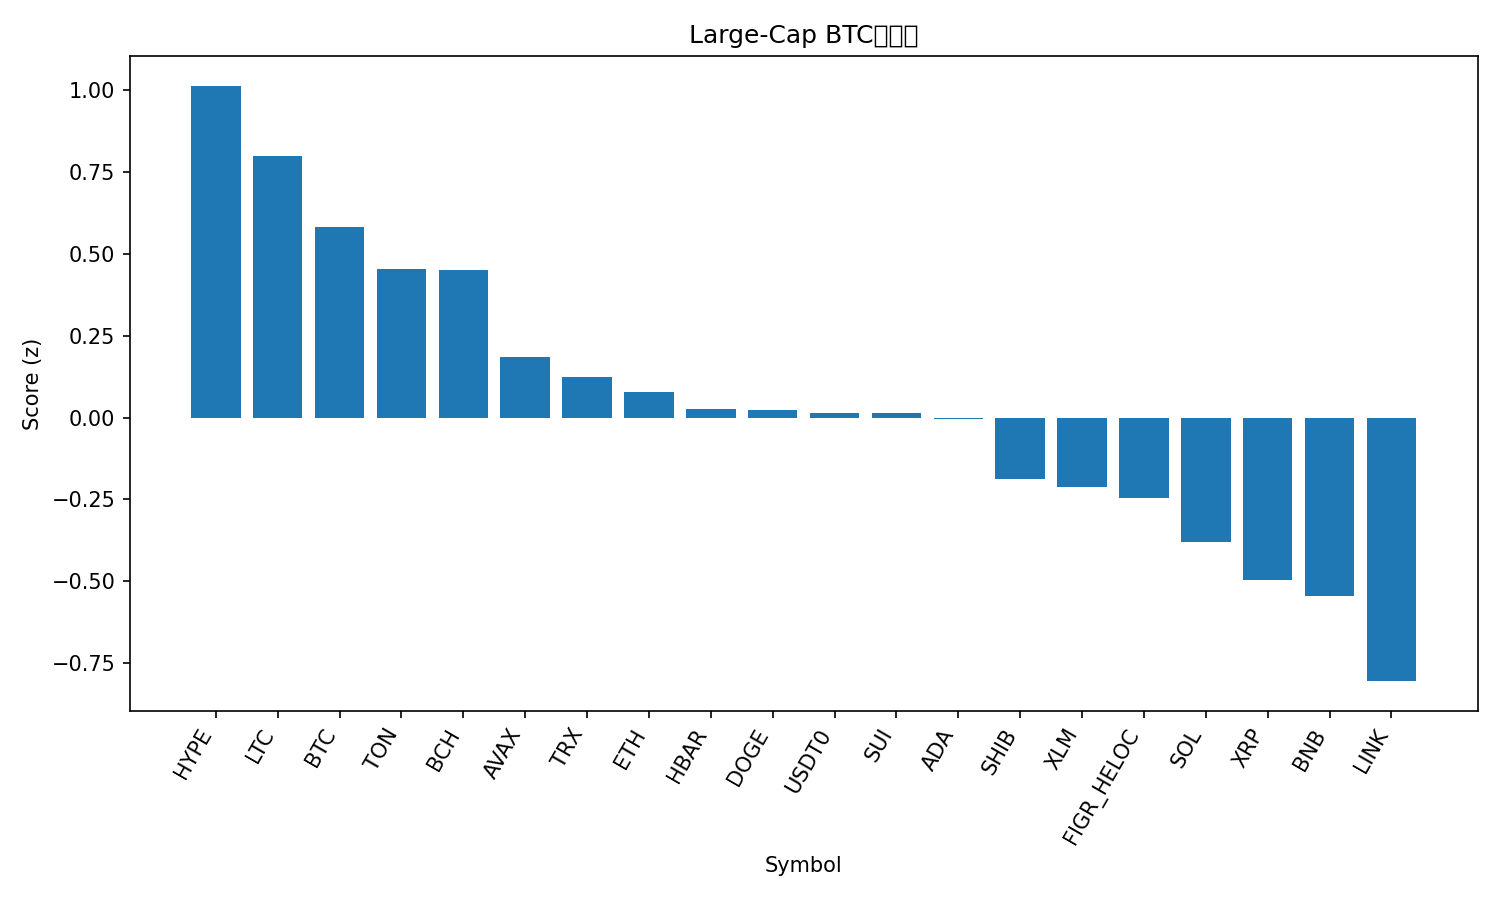 Large-Cap BTC
1.00
0.75
0.50
0.25
0.00
−0.25
−0.50
−0.75
Score (z)
HYPE
LTC
BTC
TON
BCH
AVAX
TRX
ETH
HBAR
DOGE
USDT0
SUI
ADA
SHIB
XLM
FIGR_HELOC
SOL
XRP
BNB
LINK
Symbol